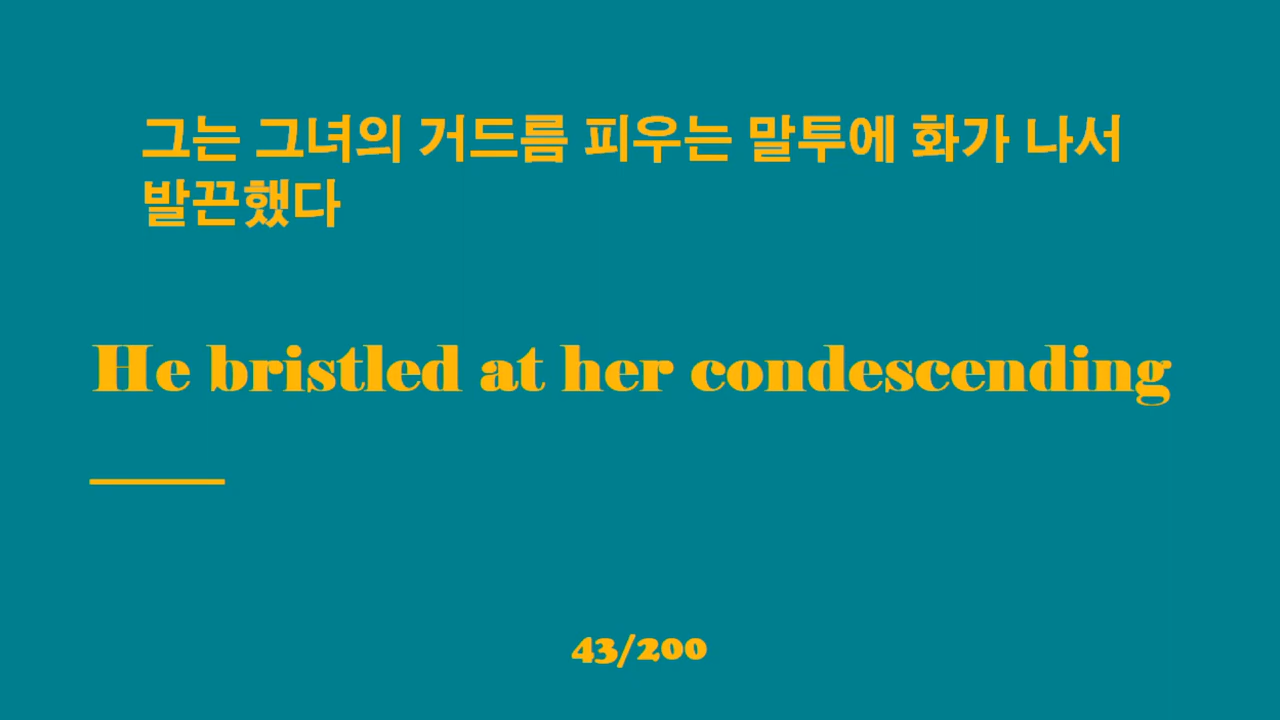 그는 그녀의 거드름 피우는 말투에 화가 나서
발끈했다
He bristled at her condescending
____
43/200